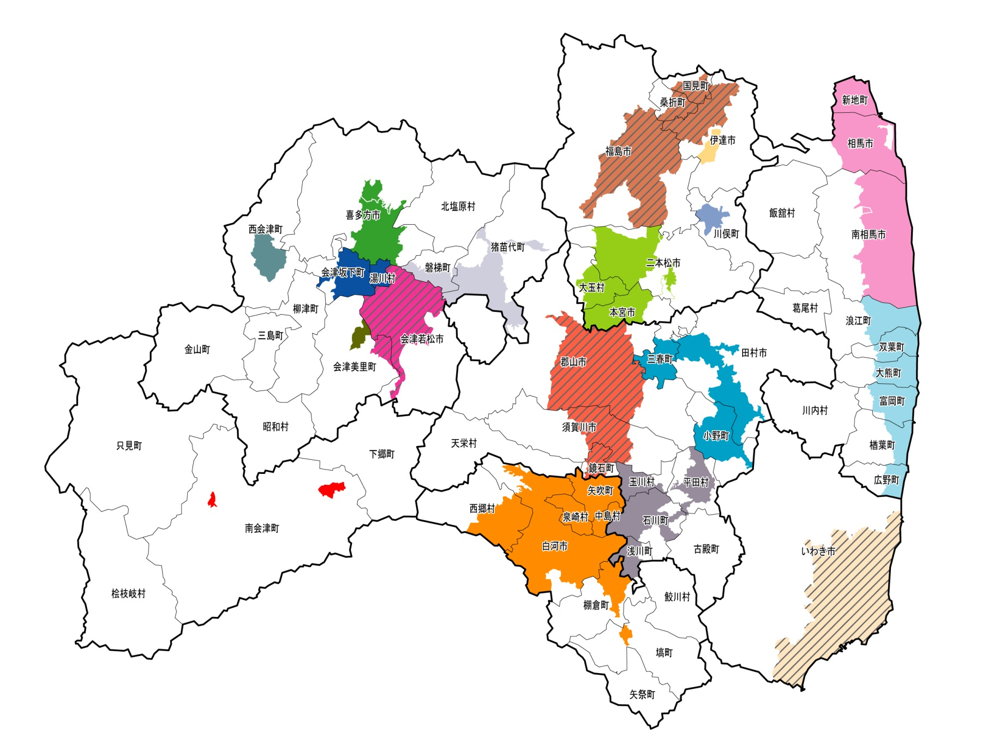 国見町
桑折町
新地町
伊達市
相馬市
福島市
北塩原村
喜多方市
飯舘村
西会津町
川俣町
南相馬市
猪苗代町
二本松市
磐梯町
会津坂下町
湯川村
大玉村
柳津町
本宮市
葛尾村
浪江町
三島町
会津若松市
双葉町
金山町
田村市
三春町
郡山市
会津美里町
大熊町
富岡町
川内村
昭和村
須賀川市
小野町
只見町
天栄村
楢葉町
下郷町
鏡石町
玉川村
平田村
広野町
矢吹町
西郷村
泉崎村
中島村
石川町
南会津町
白河市
浅川町
古殿町
いわき市
桧枝岐村
鮫川村
棚倉町
塙町
矢祭町